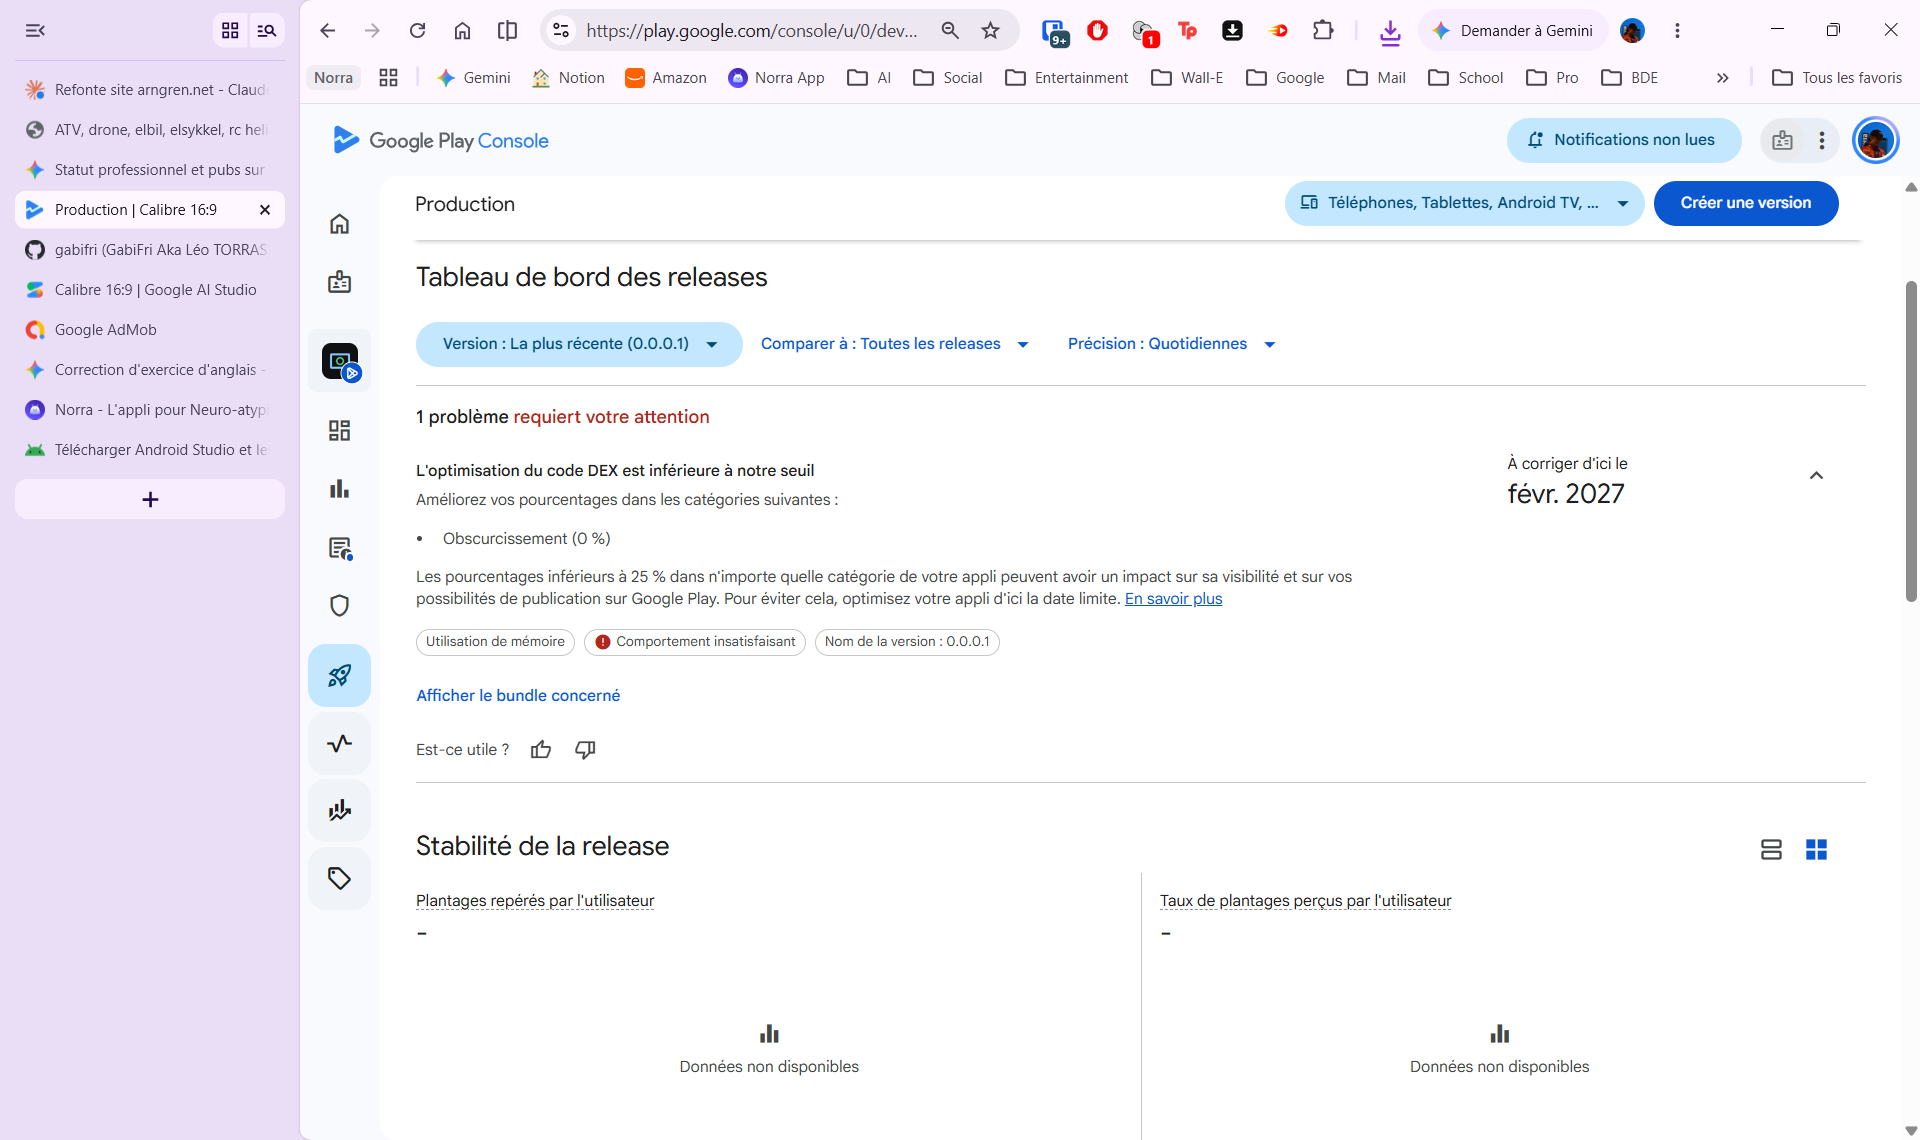 https://play.google.com/console/u/0/dev...
9+
1
Tp
Demander à Gemini
Norra
Gemini
Notion
Amazon
Norra App
AI
Social
Entertainment
Wall-E
Google
Mail
School
Pro
BDE
Tous les favoris
Refonte site arngren.net - Claud
ATV, drone, elbil, elsykkel, rc heli
Statut professionnel et pubs sur
Production | Calibre 16:9
gabifri (GabiFri Aka Léo TORRAS
Calibre 16:9 | Google AI Studio
Google AdMob
Correction d'exercice d'anglais -
Norra - L'appli pour Neuro-atyp
Télécharger Android Studio et le
Google Play Console
Notifications non lues
Production
Téléphones, Tablettes, Android TV, ...
Créer une version
Tableau de bord des releases
Version : La plus récente (0.0.0.1)
Comparer à : Toutes les releases
Précision : Quotidiennes
1 problème requiert votre attention
L'optimisation du code DEX est inférieure à notre seuil
Améliorez vos pourcentages dans les catégories suivantes :
• Obscurcissement (0 %)
Les pourcentages inférieurs à 25 % dans n'importe quelle catégorie de votre appli peuvent avoir un impact sur sa visibilité et sur vos
possibilités de publication sur Google Play. Pour éviter cela, optimisez votre appli d'ici la date limite. En savoir plus
À corriger d'ici le
févr. 2027
Utilisation de mémoire
Comportement insatisfaisant
Nom de la version : 0.0.0.1
Afficher le bundle concerné
Est-ce utile ?
Stabilité de la release
Plantages repérés par l'utilisateur
–
Données non disponibles
Taux de plantages perçus par l'utilisateur
–
Données non disponibles